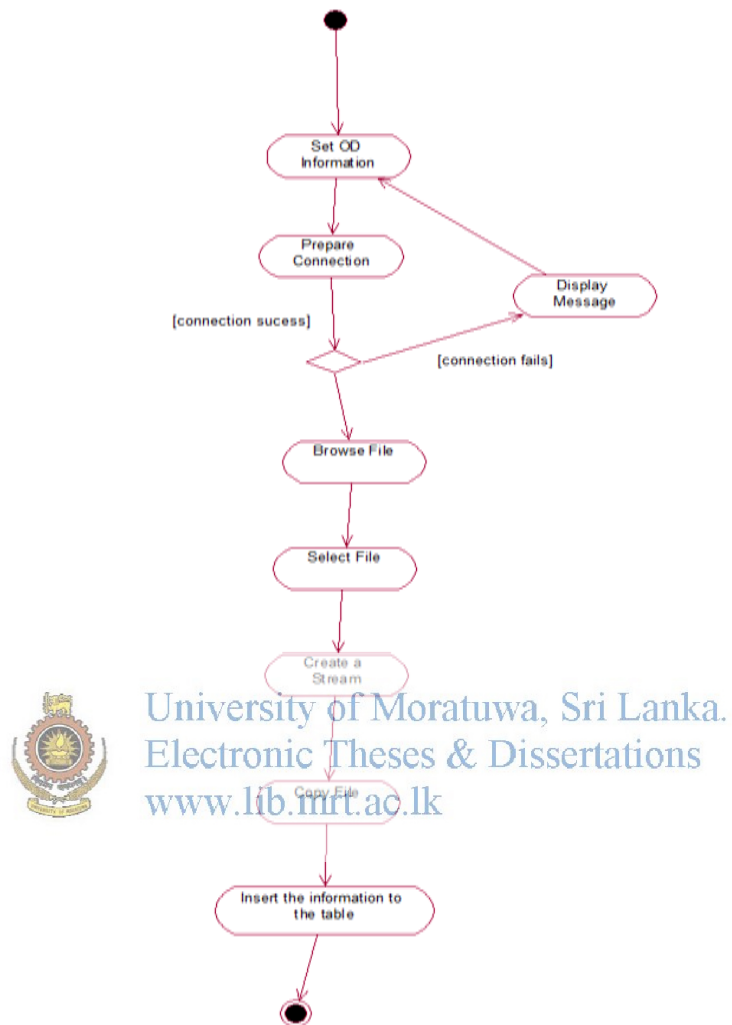 Set OD
Information
Prepare
Connection
Display
Message
[connection sucess]
[connection fails]
Browse File
Select File
Create a
Stream
University of Moratuwa, Sri Lanka.
Electronic Theses & Dissertations
Copy File
www.lib.mrt.ac.lk
Insert the information to
the table